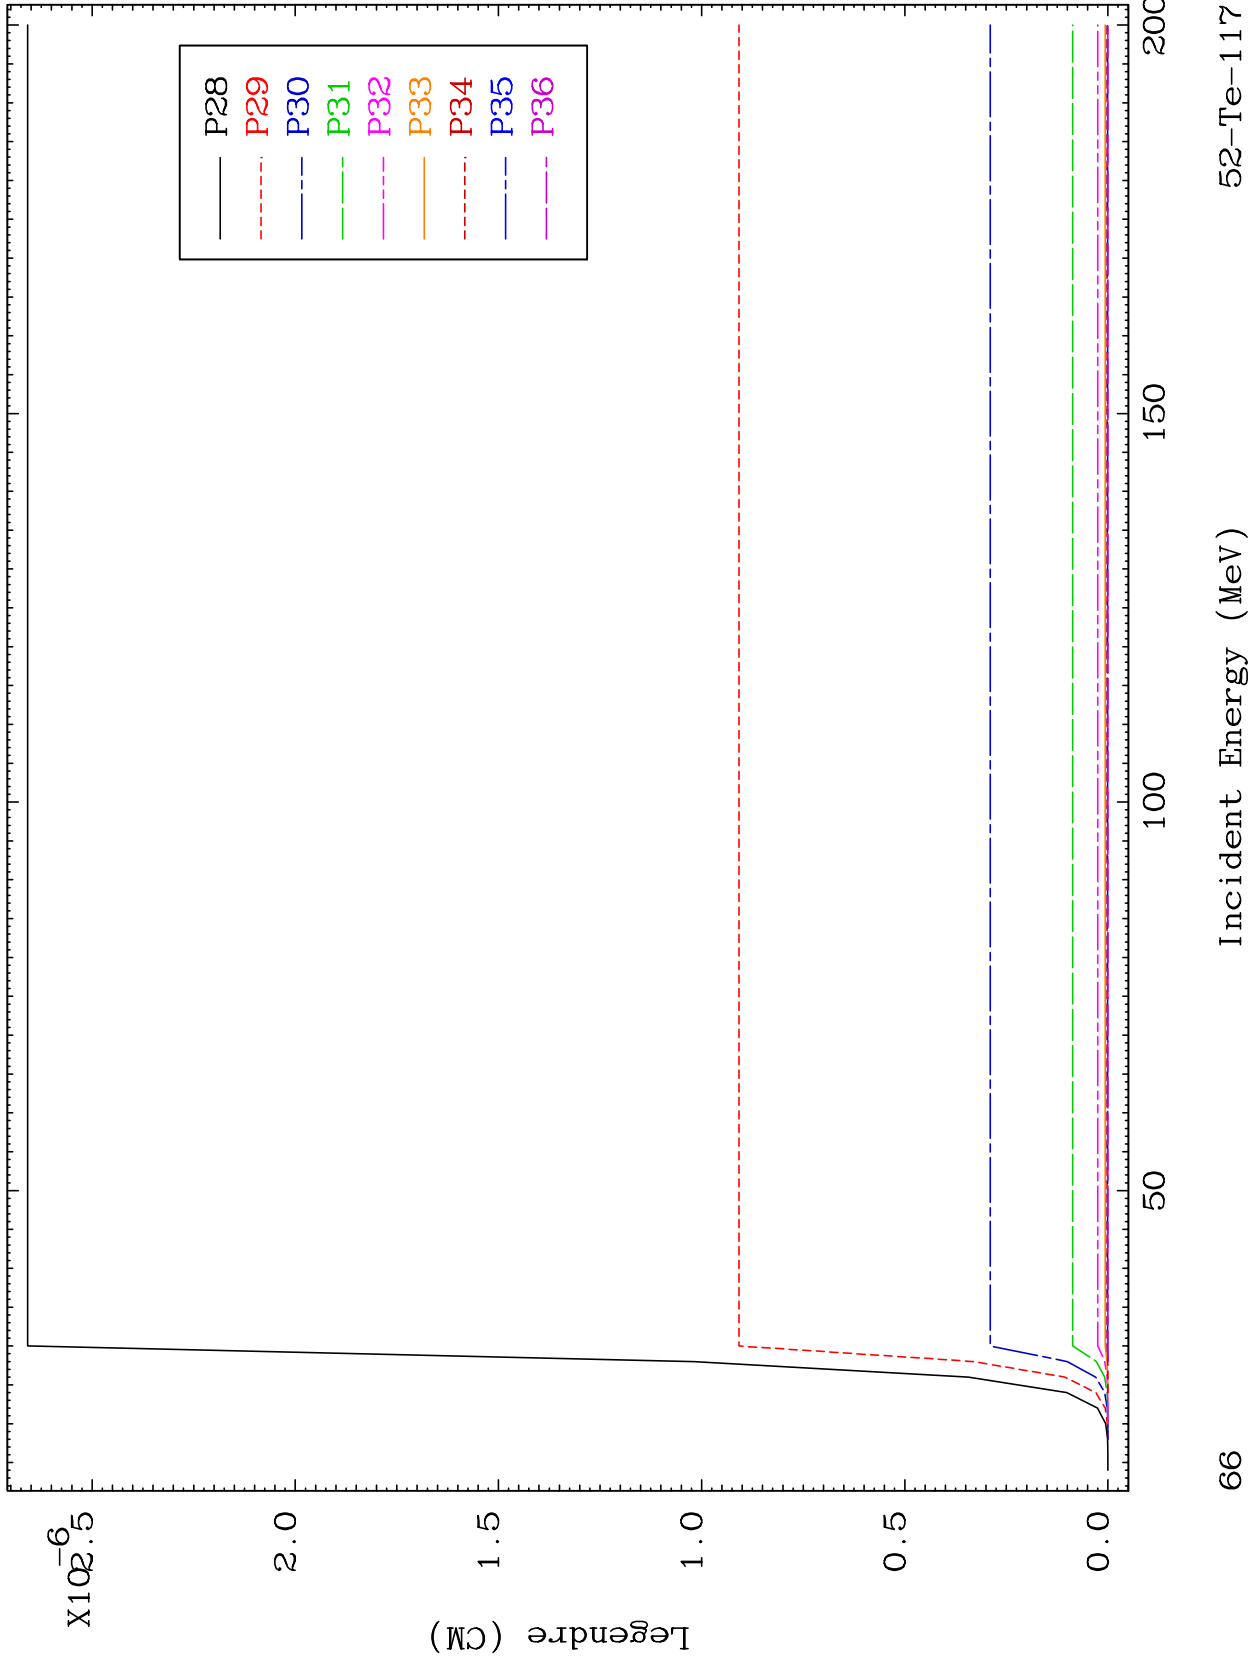 X10-6
2.5
2.0
1.5
1.0
0.5
0.0
Legendre (CM)
P28
P29
P30
P31
P32
P33
P34
P35
P36
50
100
150
200
Incident Energy (MeV)
66
52-Te-117